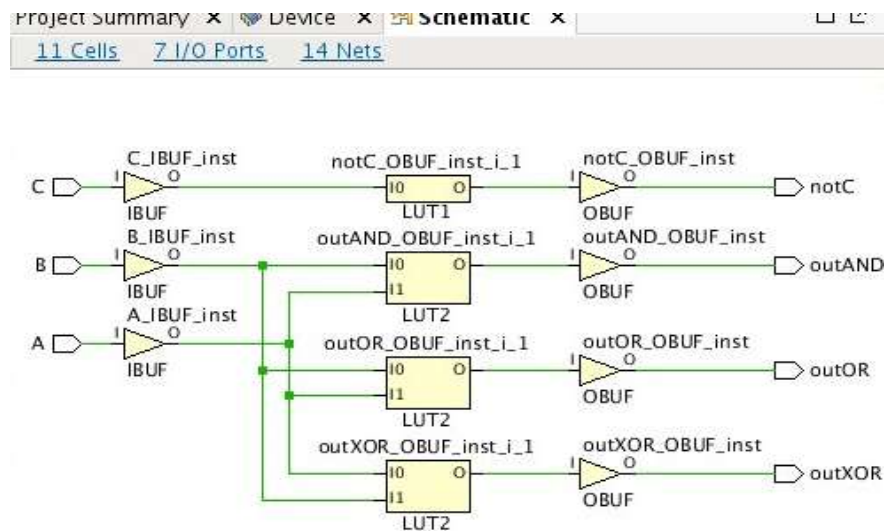 Project Summary × Device × Schematic ×
11 Cells 7 I/O Ports 14 Nets
C_IBUF_inst notC_OBUF_inst_i_1 notC_OBUF_inst
C I O I0 O I O notC
IBUF LUT1 OBUF
B_IBUF_inst outAND_OBUF_inst_i_1 outAND_OBUF_inst
B I O I0 O I O outAND
IBUF I1 OBUF
A_IBUF_inst LUT2
A I O outOR_OBUF_inst_i_1 outOR_OBUF_inst
IBUF I0 O I O outOR
I1 OBUF
LUT2
outXOR_OBUF_inst_i_1 outXOR_OBUF_inst
I0 O I O outXOR
I1 OBUF
LUT2